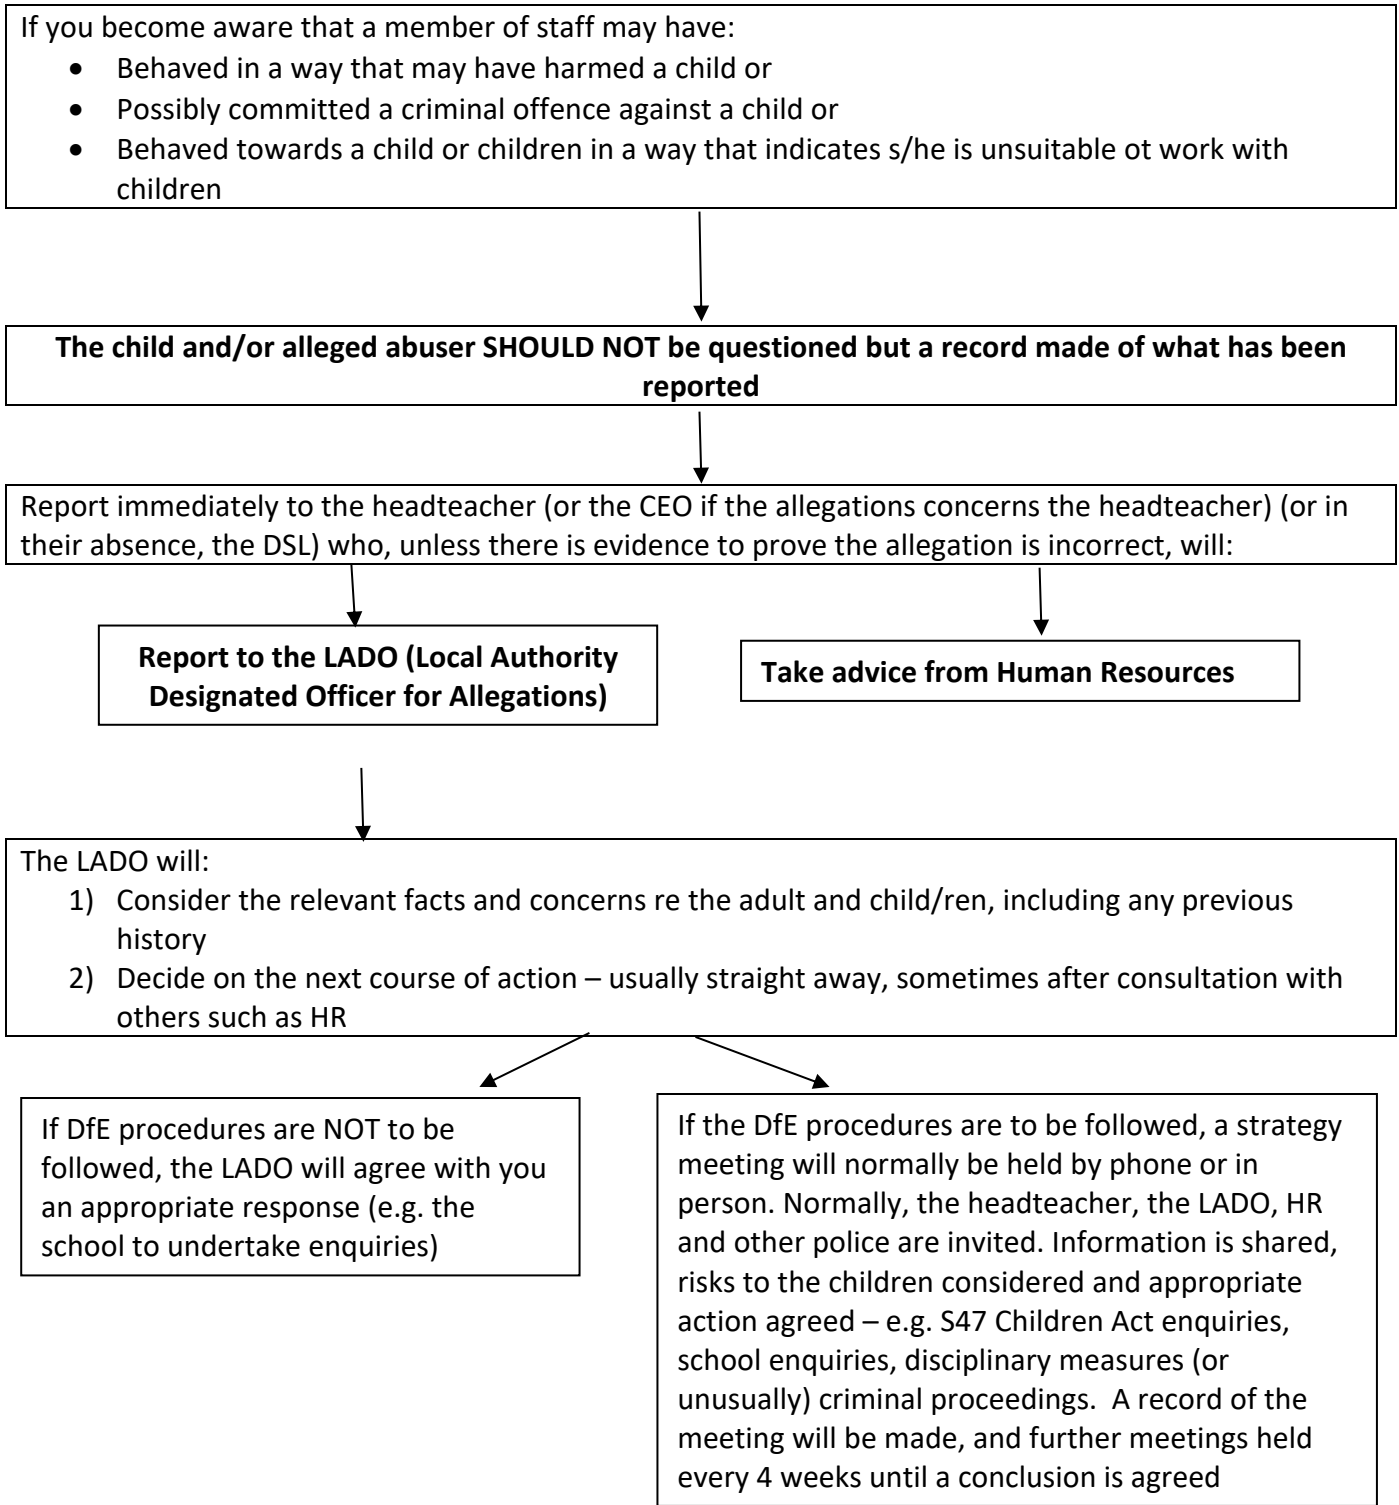 If you become aware that a member of staff may have:
• Behaved in a way that may have harmed a child or
• Possibly committed a criminal offence against a child or
• Behaved towards a child or children in a way that indicates s/he is unsuitable ot work with
children
The child and/or alleged abuser SHOULD NOT be questioned but a record made of what has been
reported
Report immediately to the headteacher (or the CEO if the allegations concerns the headteacher) (or in
their absence, the DSL) who, unless there is evidence to prove the allegation is incorrect, will:
Report to the LADO (Local Authority
Designated Officer for Allegations)
Take advice from Human Resources
The LADO will:
1) Consider the relevant facts and concerns re the adult and child/ren, including any previous
history
2) Decide on the next course of action – usually straight away, sometimes after consultation with
others such as HR
If DfE procedures are NOT to be
followed, the LADO will agree with you
an appropriate response (e.g. the
school to undertake enquiries)
If the DfE procedures are to be followed, a strategy
meeting will normally be held by phone or in
person. Normally, the headteacher, the LADO, HR
and other police are invited. Information is shared,
risks to the children considered and appropriate
action agreed – e.g. S47 Children Act enquiries,
school enquiries, disciplinary measures (or
unusually) criminal proceedings.  A record of the
meeting will be made, and further meetings held
every 4 weeks until a conclusion is agreed